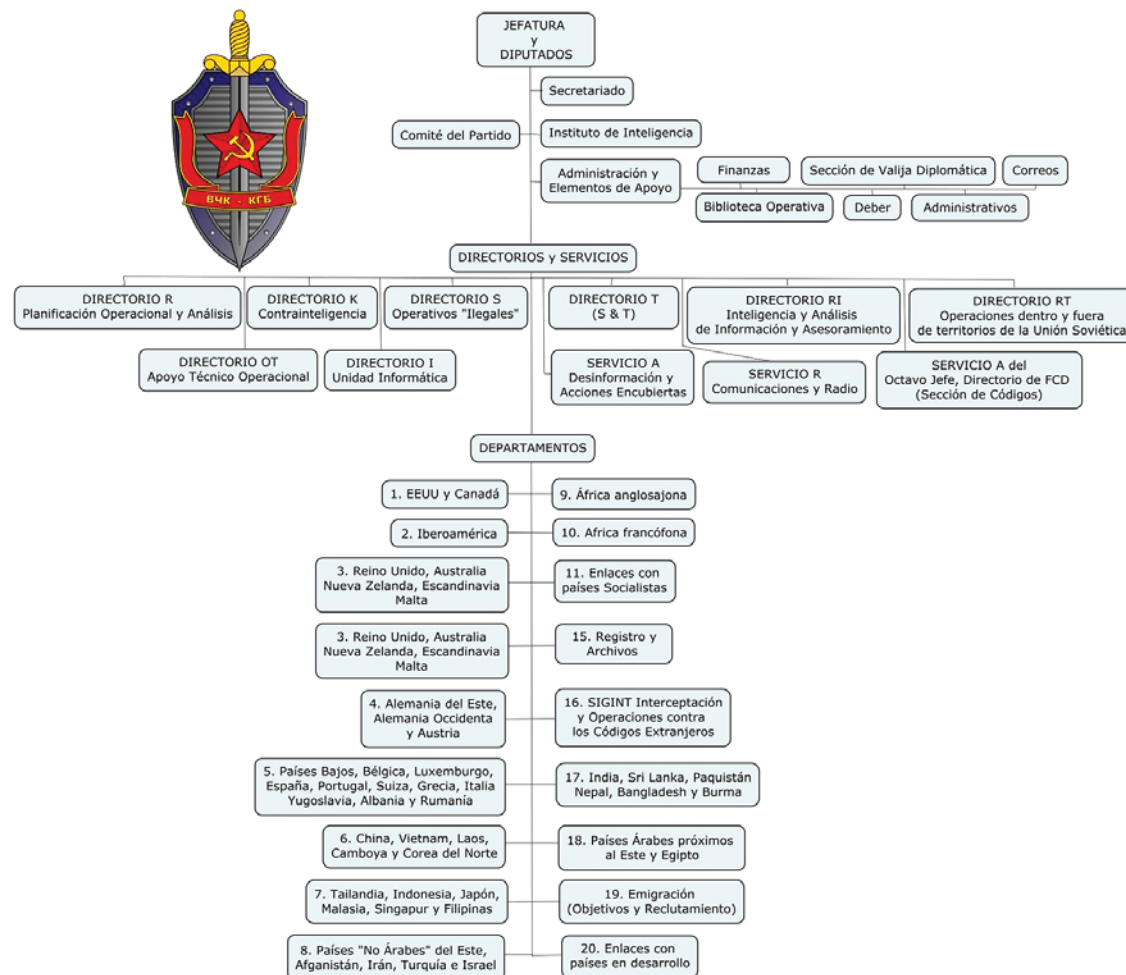 JEFATURA
y
DIPUTADOS
Secretariado
Comité del Partido
Instituto de Inteligencia
Administración y
Elementos de Apoyo
Finanzas
Sección de Valija Diplomática
Correos
Biblioteca Operativa
Deber
Administrativos
ВЧК - КГБ
DIRECTORIOS y SERVICIOS
DIRECTORIO R
Planificación Operacional y Análisis
DIRECTORIO K
Contrainteligencia
DIRECTORIO S
Operativos "Ilegales"
DIRECTORIO T
(S & T)
DIRECTORIO RI
Inteligencia y Análisis
de Información y Asesoramiento
DIRECTORIO RT
Operaciones dentro y fuera
de territorios de la Unión Soviética
DIRECTORIO OT
Apoyo Técnico Operacional
DIRECTORIO I
Unidad Informática
SERVICIO A
Desinformación y
Acciones Encubiertas
SERVICIO R
Comunicaciones y Radio
SERVICIO A del
Octavo Jefe, Directorio de FCD
(Sección de Códigos)
DEPARTAMENTOS
1. EEUU y Canadá
9. África anglosajona
2. Iberoamérica
10. Africa francófona
3. Reino Unido, Australia
Nueva Zelanda, Escandinavia
Malta
11. Enlaces con
países Socialistas
3. Reino Unido, Australia
Nueva Zelanda, Escandinavia
Malta
15. Registro y
Archivos
4. Alemania del Este,
Alemania Occidenta
y Austria
16. SIGINT Interceptación
y Operaciones contra
los Códigos Extranjeros
5. Países Bajos, Bélgica, Luxemburgo,
España, Portugal, Suiza, Grecia, Italia
Yugoslavia, Albania y Rumanía
17. India, Sri Lanka, Paquistán
Nepal, Bangladesh y Burma
6. China, Vietnam, Laos,
Camboya y Corea del Norte
18. Países Árabes próximos
al Este y Egipto
7. Tailandia, Indonesia, Japón,
Malasia, Singapur y Filipinas
19. Emigración
(Objetivos y Reclutamiento)
8. Países "No Árabes" del Este,
Afganistán, Irán, Turquía e Israel
20. Enlaces con
países en desarrollo